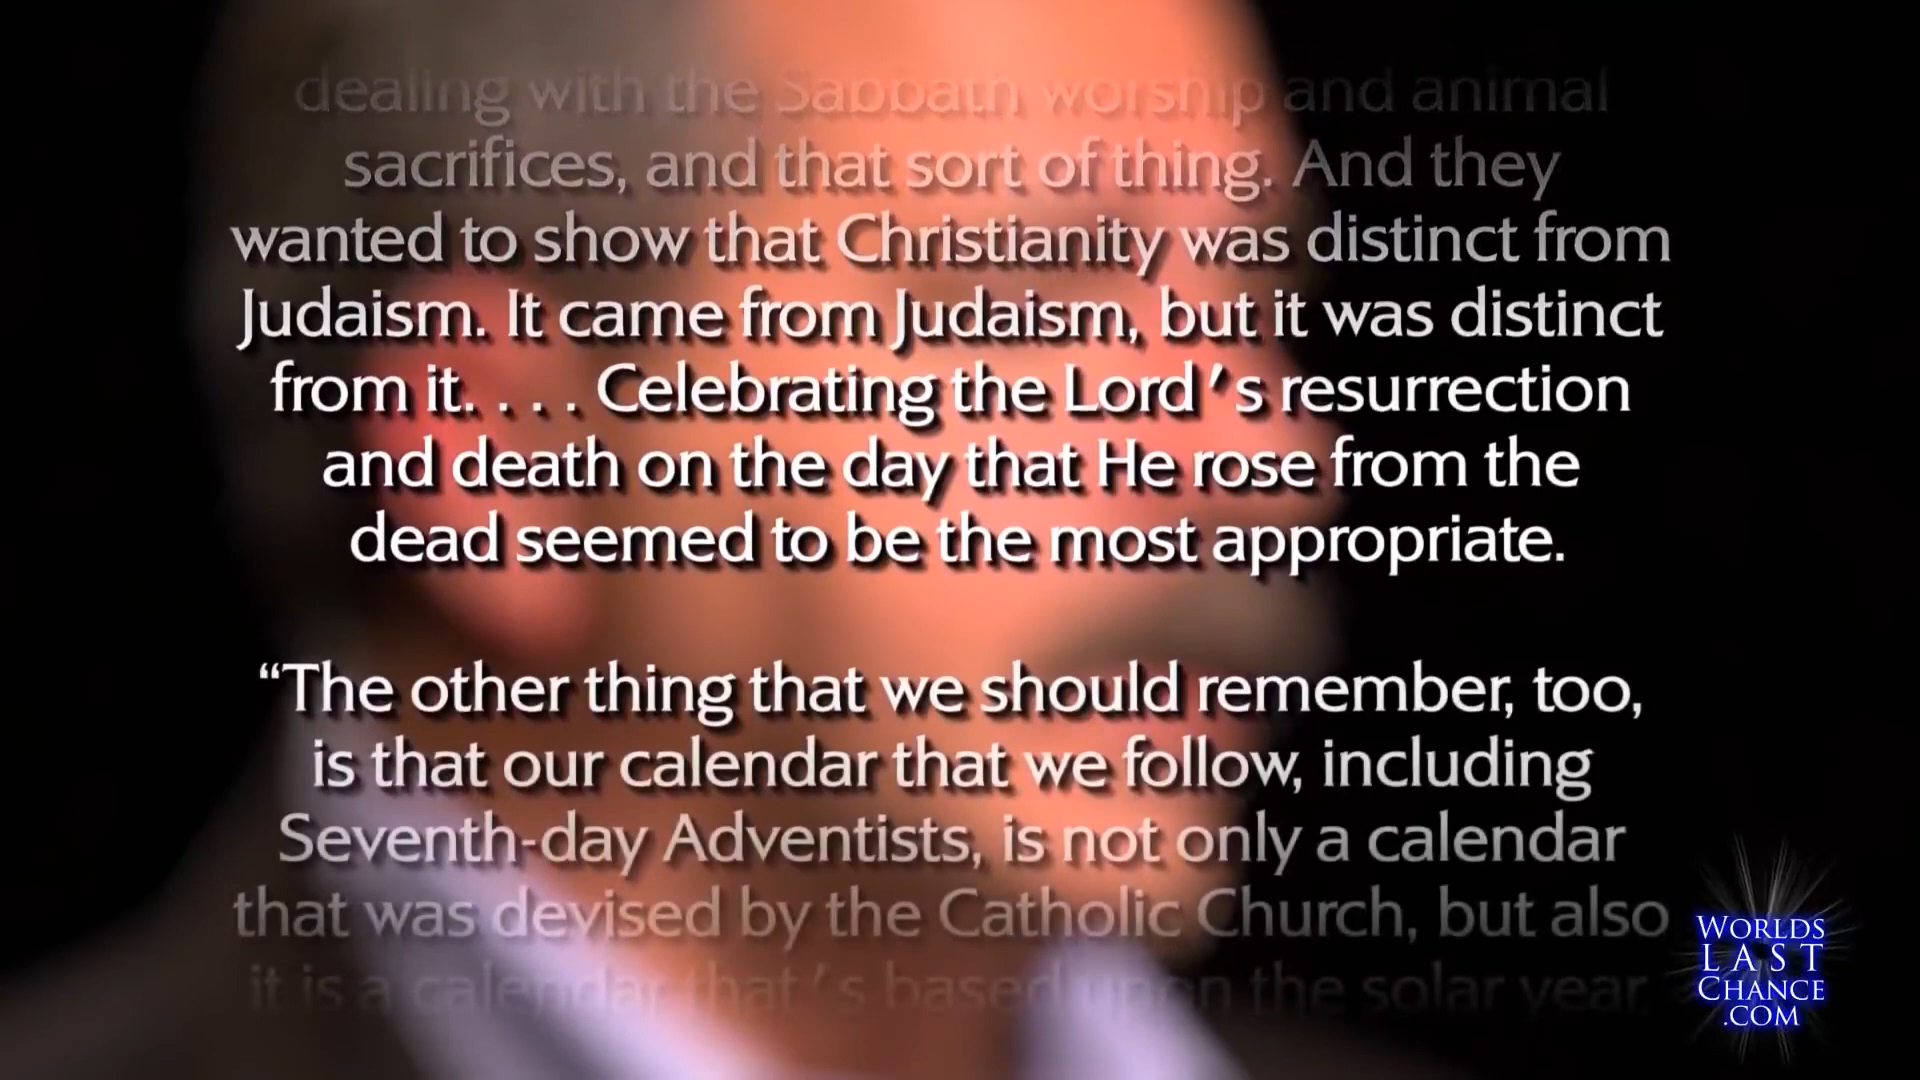 dealing with the Sabbath worship and animal
sacrifices, and that sort of thing. And they
wanted to show that Christianity was distinct from
Judaism. It came from Judaism, but it was distinct
from it. . . . Celebrating the Lord's resurrection
and death on the day that He rose from the
dead seemed to be the most appropriate.
“The other thing that we should remember, too,
is that our calendar that we follow, including
Seventh-day Adventists, is not only a calendar
that was devised by the Catholic Church, but also
it is a calendar that's based upon the solar year.
WORLDS
LAST
CHANCE
.COM